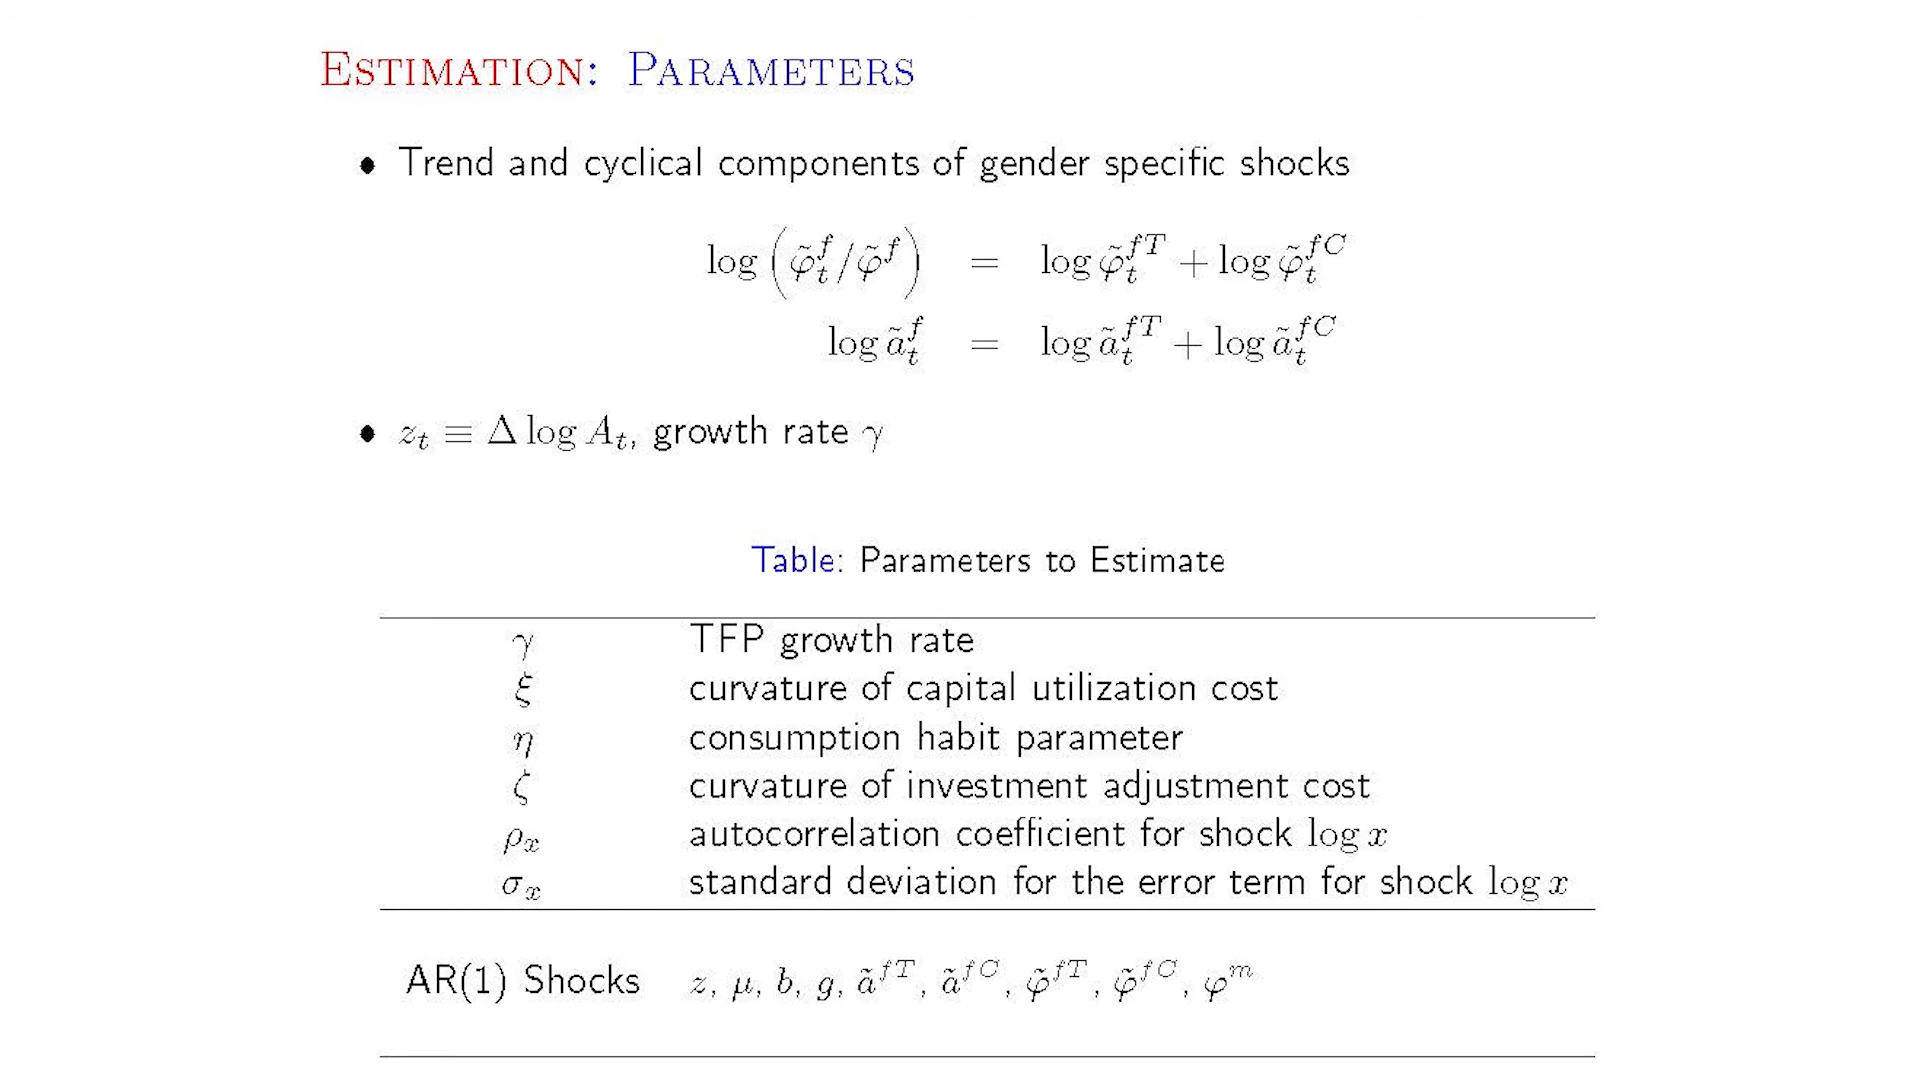 ESTIMATION: PARAMETERS
• Trend and cyclical components of gender specific shocks
log (φ̃_t^f / φ̃^f) = log φ̃_t^{fT} + log φ̃_t^{fC}
log ã_t^f = log ã_t^{fT} + log ã_t^{fC}
• z_t ≡ Δ log A_t, growth rate γ
Table: Parameters to Estimate
γ TFP growth rate
ξ curvature of capital utilization cost
η consumption habit parameter
ζ curvature of investment adjustment cost
ρ_x autocorrelation coefficient for shock log x
σ_x standard deviation for the error term for shock log x
AR(1) Shocks z, μ, b, g, ã^{fT}, ã^{fC}, φ̃^{fT}, φ̃^{fC}, φ^m